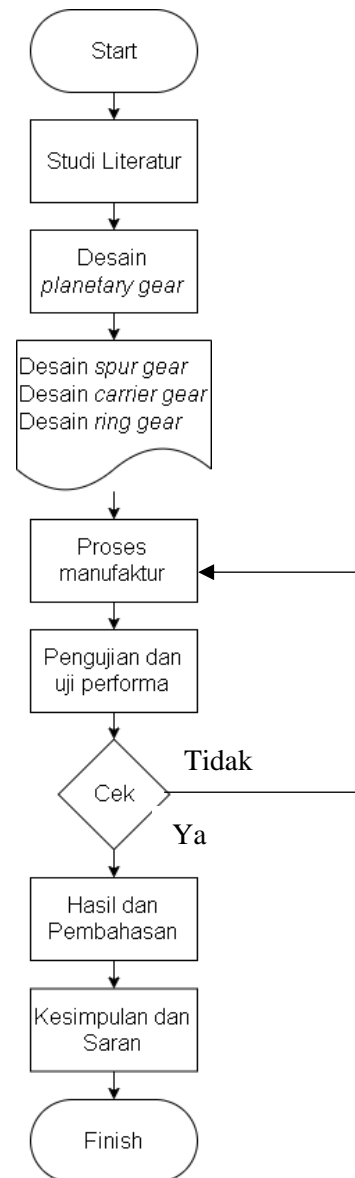 Start
Studi Literatur
Desain
planetary gear
Desain spur gear
Desain carrier gear
Desain ring gear
Proses
manufaktur
Pengujian dan
uji performa
Tidak
Cek
Ya
Hasil dan
Pembahasan
Kesimpulan dan
Saran
Finish